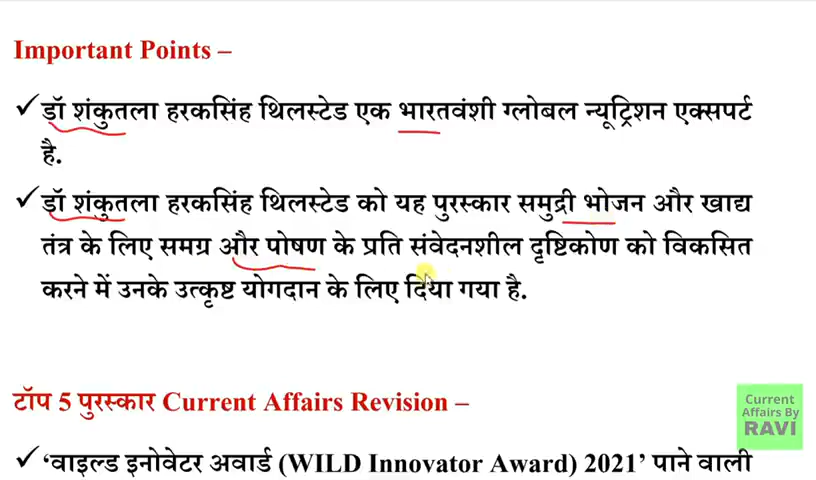 Important Points –
✓ डॉ शंकुतला हरकसिंह थिलस्टेड एक भारतवंशी ग्लोबल न्यूट्रिशन एक्सपर्ट
है.
✓ डॉ शंकुतला हरकसिंह थिलस्टेड को यह पुरस्कार समुद्री भोजन और खाद्य
तंत्र के लिए समग्र और पोषण के प्रति संवेदनशील दृष्टिकोण को विकसित
करने में उनके उत्कृष्ट योगदान के लिए दिया गया है.
टॉप 5 पुरस्कार Current Affairs Revision –
Current
Affairs By
RAVI
✓ ‘वाइल्ड इनोवेटर अवार्ड (WILD Innovator Award) 2021’ पाने वाली